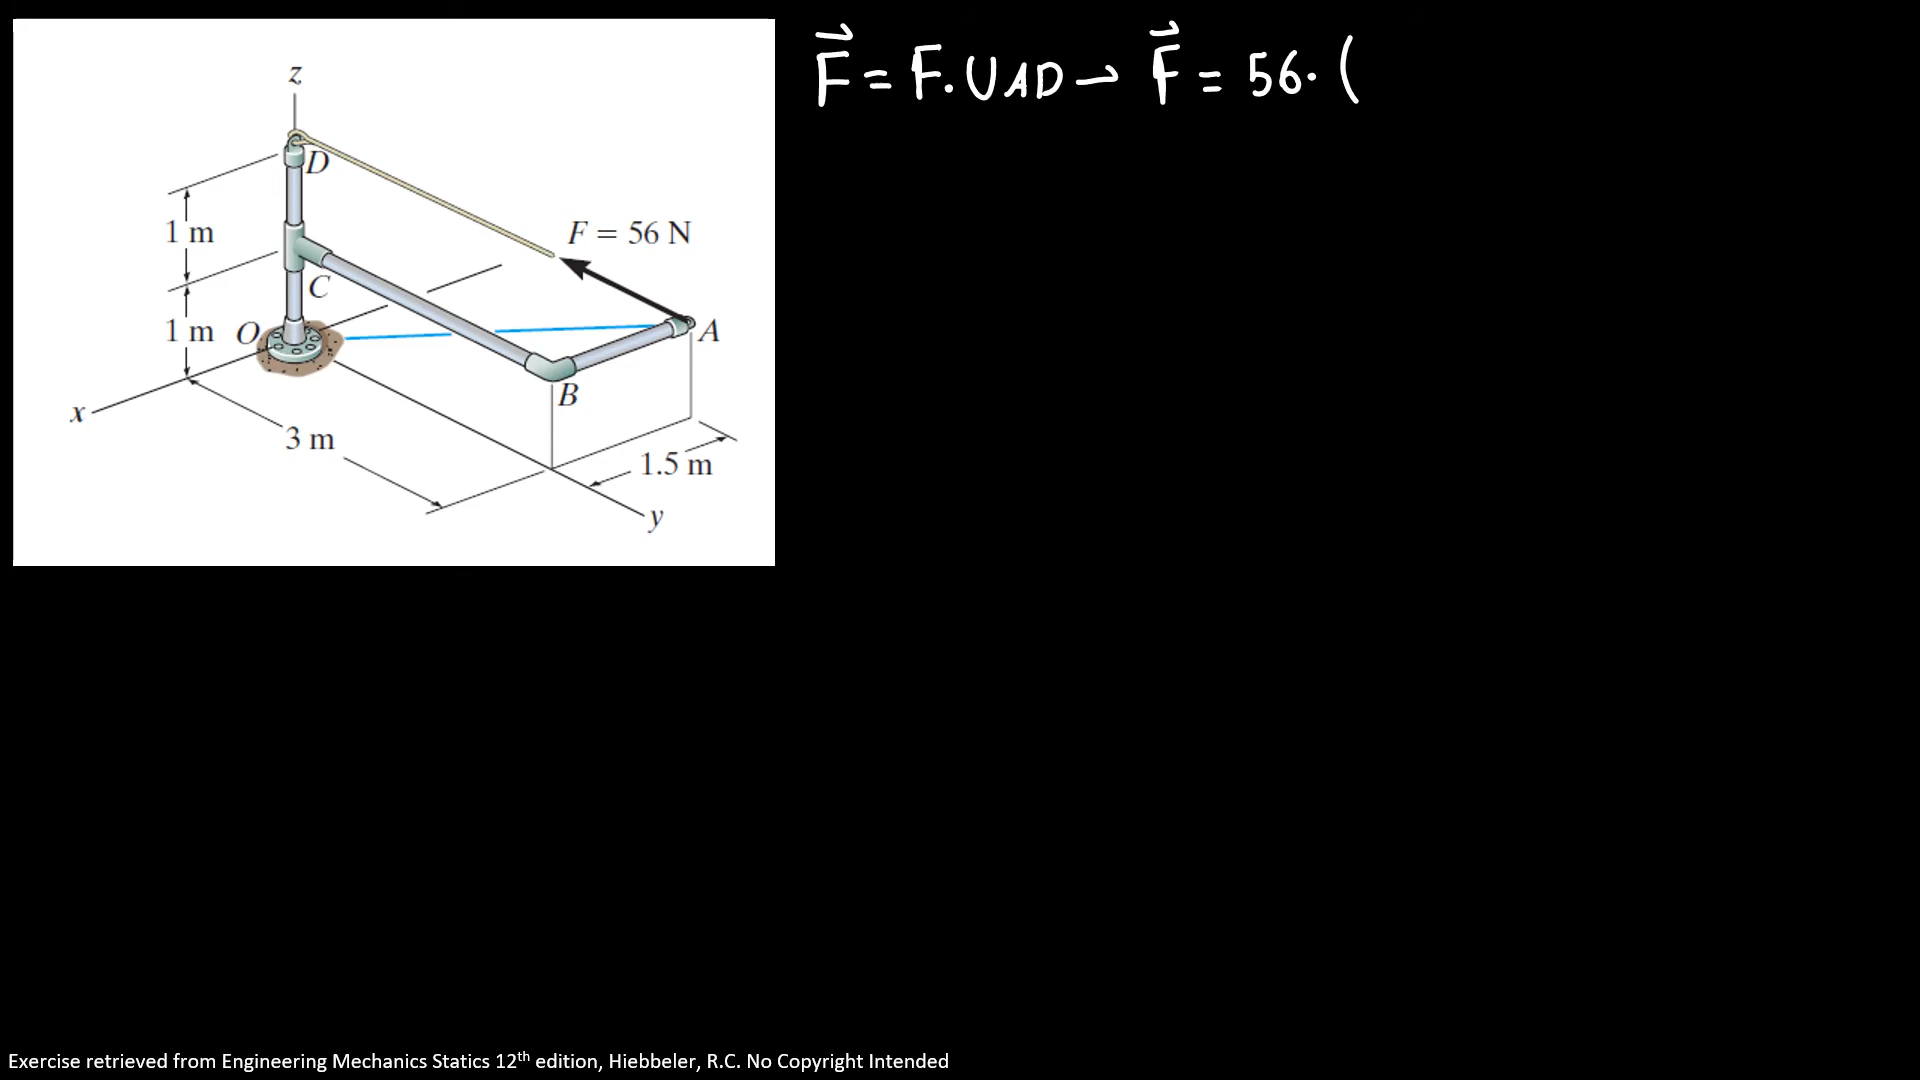 F = F.UAD → F = 56. (
z
D
1 m
F = 56 N
C
1 m
O
A
B
x
3 m
1.5 m
y
Exercise retrieved from Engineering Mechanics Statics 12th edition, Hiebbeler, R.C. No Copyright Intended